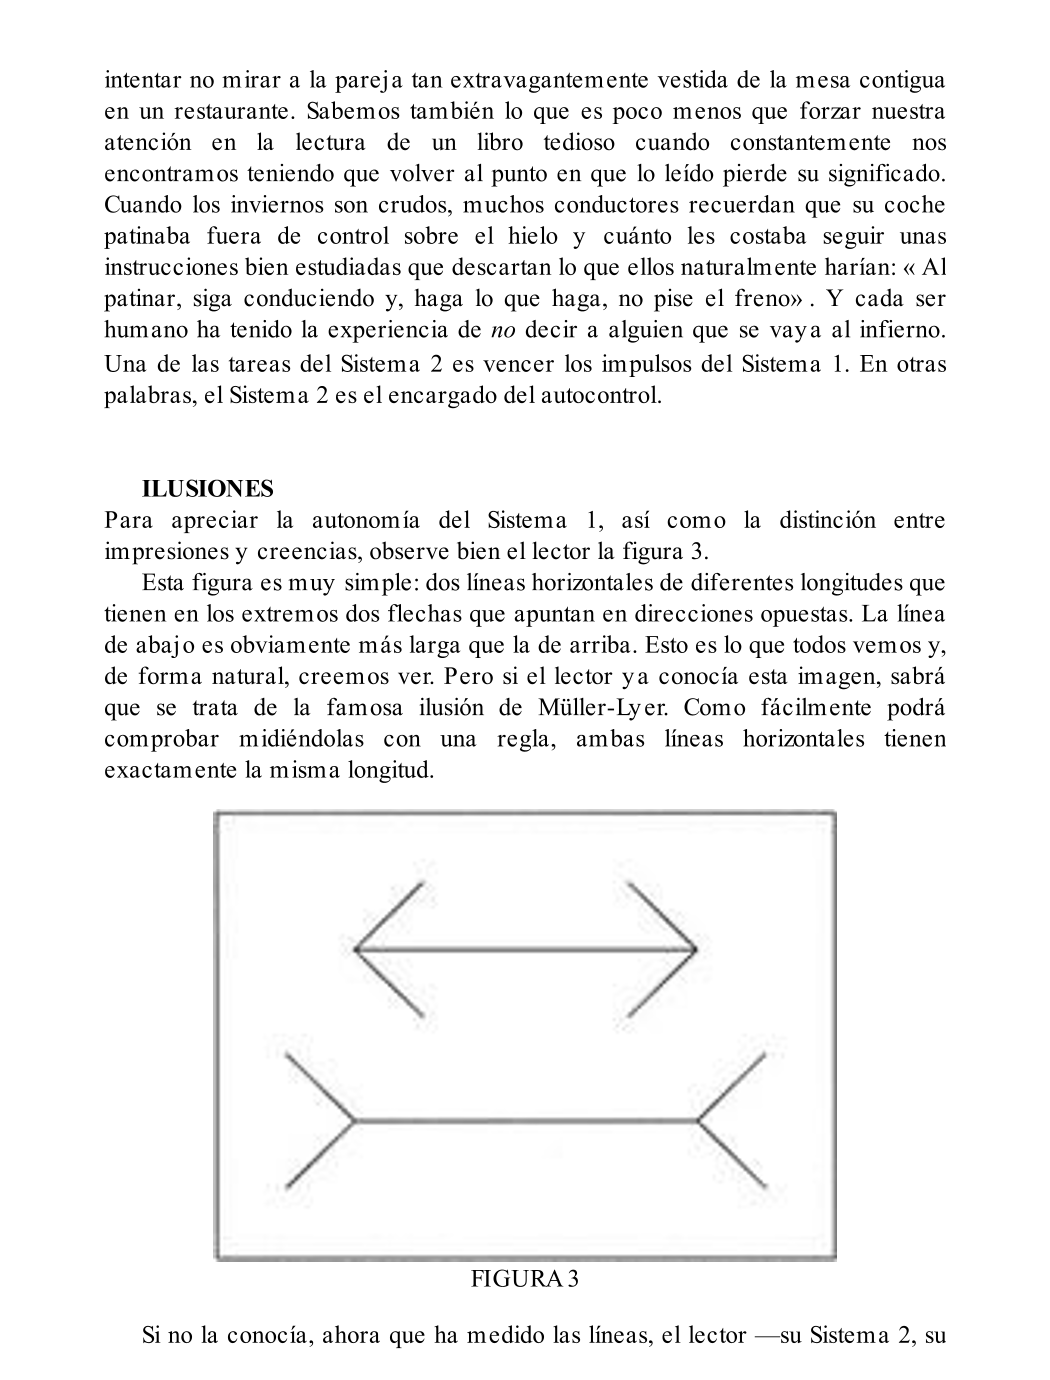 intentar no mirar a la pareja tan extravagantemente vestida de la mesa contigua
en un restaurante. Sabemos también lo que es poco menos que forzar nuestra
atención en la lectura de un libro tedioso cuando constantemente nos
encontramos teniendo que volver al punto en que lo leído pierde su significado.
Cuando los inviernos son crudos, muchos conductores recuerdan que su coche
patinaba fuera de control sobre el hielo y cuánto les costaba seguir unas
instrucciones bien estudiadas que descartan lo que ellos naturalmente harían: « Al
patinar, siga conduciendo y, haga lo que haga, no pise el freno» . Y cada ser
humano ha tenido la experiencia de no decir a alguien que se vaya al infierno.
Una de las tareas del Sistema 2 es vencer los impulsos del Sistema 1. En otras
palabras, el Sistema 2 es el encargado del autocontrol.
ILUSIONES
Para apreciar la autonomía del Sistema 1, así como la distinción entre
impresiones y creencias, observe bien el lector la figura 3.
Esta figura es muy simple: dos líneas horizontales de diferentes longitudes que
tienen en los extremos dos flechas que apuntan en direcciones opuestas. La línea
de abajo es obviamente más larga que la de arriba. Esto es lo que todos vemos y,
de forma natural, creemos ver. Pero si el lector ya conocía esta imagen, sabrá
que se trata de la famosa ilusión de Müller-Lyer. Como fácilmente podrá
comprobar midiéndolas con una regla, ambas líneas horizontales tienen
exactamente la misma longitud.
FIGURA 3
Si no la conocía, ahora que ha medido las líneas, el lector —su Sistema 2, su